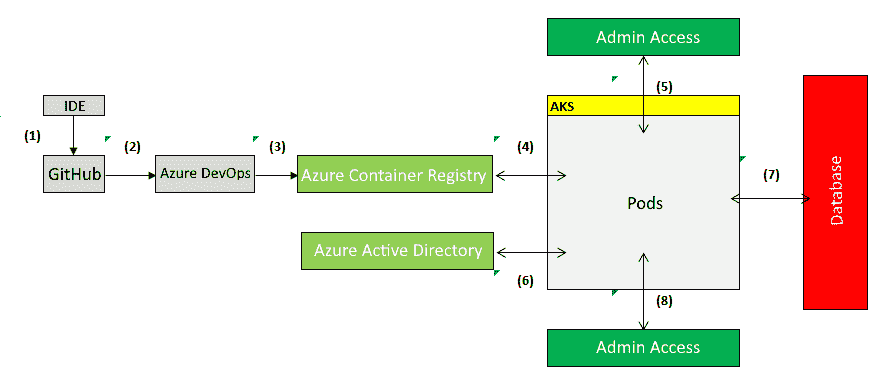 Admin Access
(5)
IDE
AKS
(1)
(2)
(3)
(4)
GitHub
Azure DevOps
Azure Container Registry
(7)
Pods
Database
Azure Active Directory
(6)
(8)
Admin Access